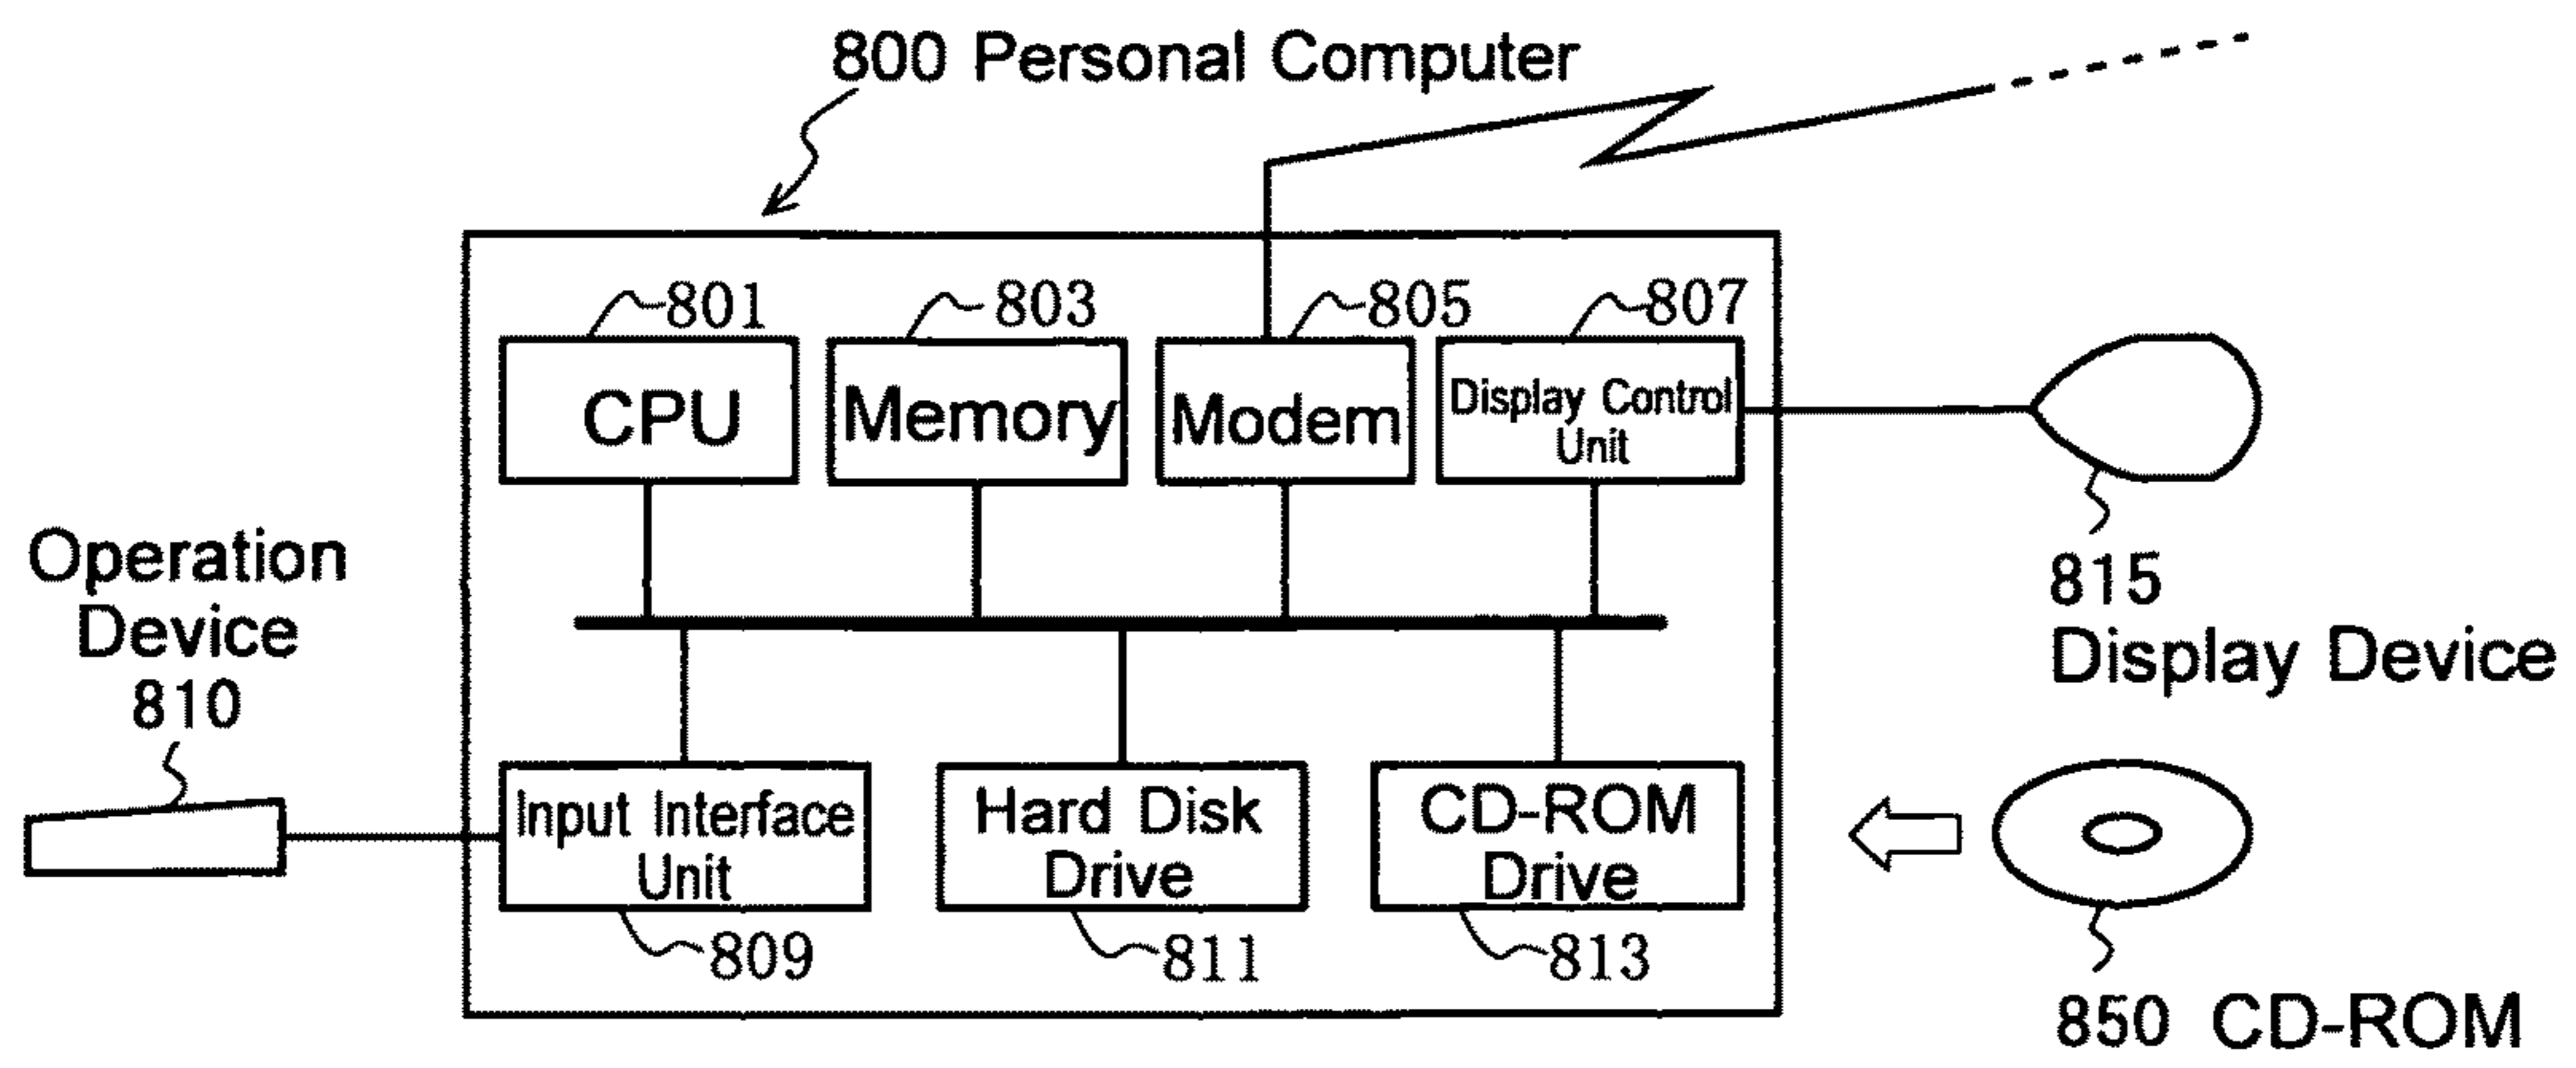 800 Personal Computer
801
803
805
807
CPU
Memory
Modem
Display Control
Unit
Operation
Device
810
815
Display Device
Input Interface
Unit
Hard Disk
Drive
CD-ROM
Drive
809
811
813
850 CD-ROM